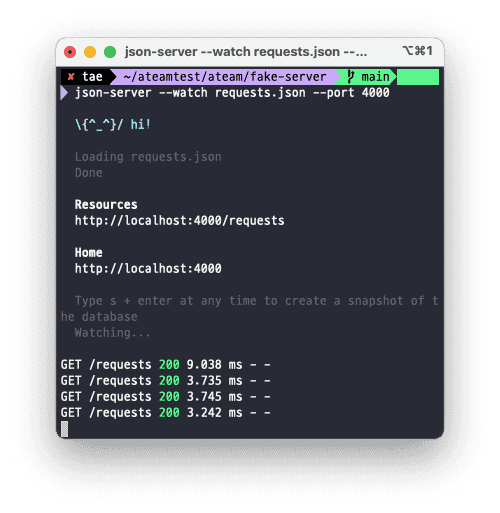 json-server --watch requests.json --... ⌥⌘1
✘ tae ~/ateamtest/ateam/fake-server main
json-server --watch requests.json --port 4000
\{^_^}/ hi!
Loading requests.json
Done
Resources
http://localhost:4000/requests
Home
http://localhost:4000
Type s + enter at any time to create a snapshot of t
he database
Watching...
GET /requests 200 9.038 ms - -
GET /requests 200 3.735 ms - -
GET /requests 200 3.745 ms - -
GET /requests 200 3.242 ms - -